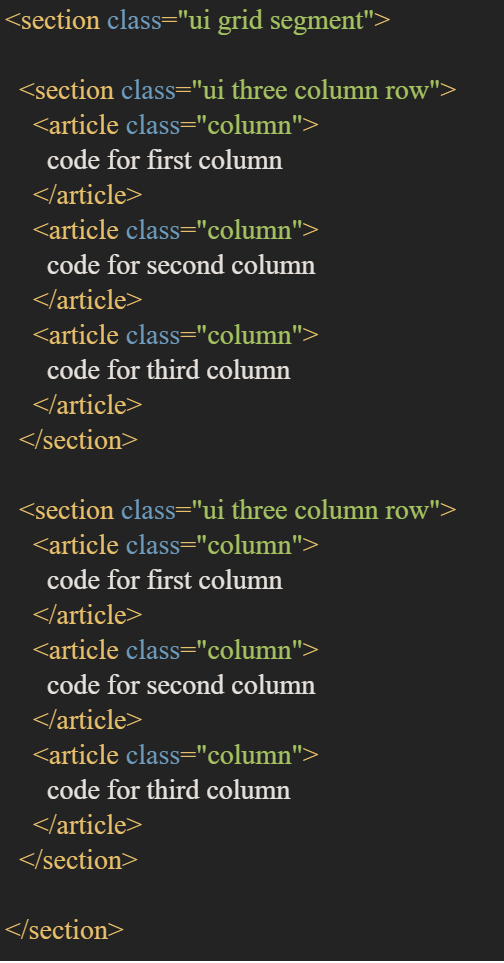 <section class="ui grid segment">
<section class="ui three column row">
<article class="column">
code for first column
</article>
<article class="column">
code for second column
</article>
<article class="column">
code for third column
</article>
</section>
<section class="ui three column row">
<article class="column">
code for first column
</article>
<article class="column">
code for second column
</article>
<article class="column">
code for third column
</article>
</section>
</section>